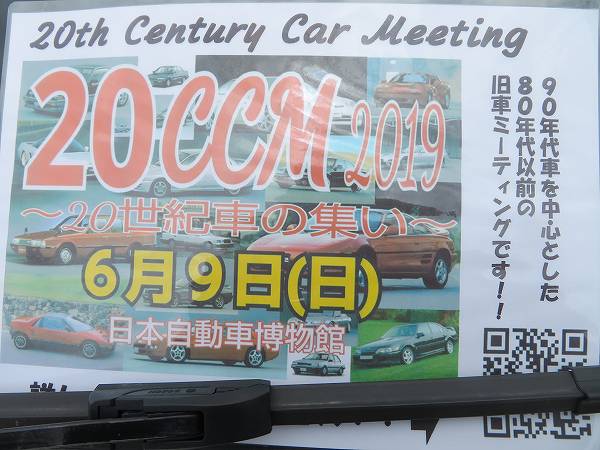 20th Century Car Meeting
20CCM 2019
～20世紀車の集い～
6月9日(日)
日本自動車博物館
90年代車を中心とした
80年代以前の
旧車ミーティングです!!